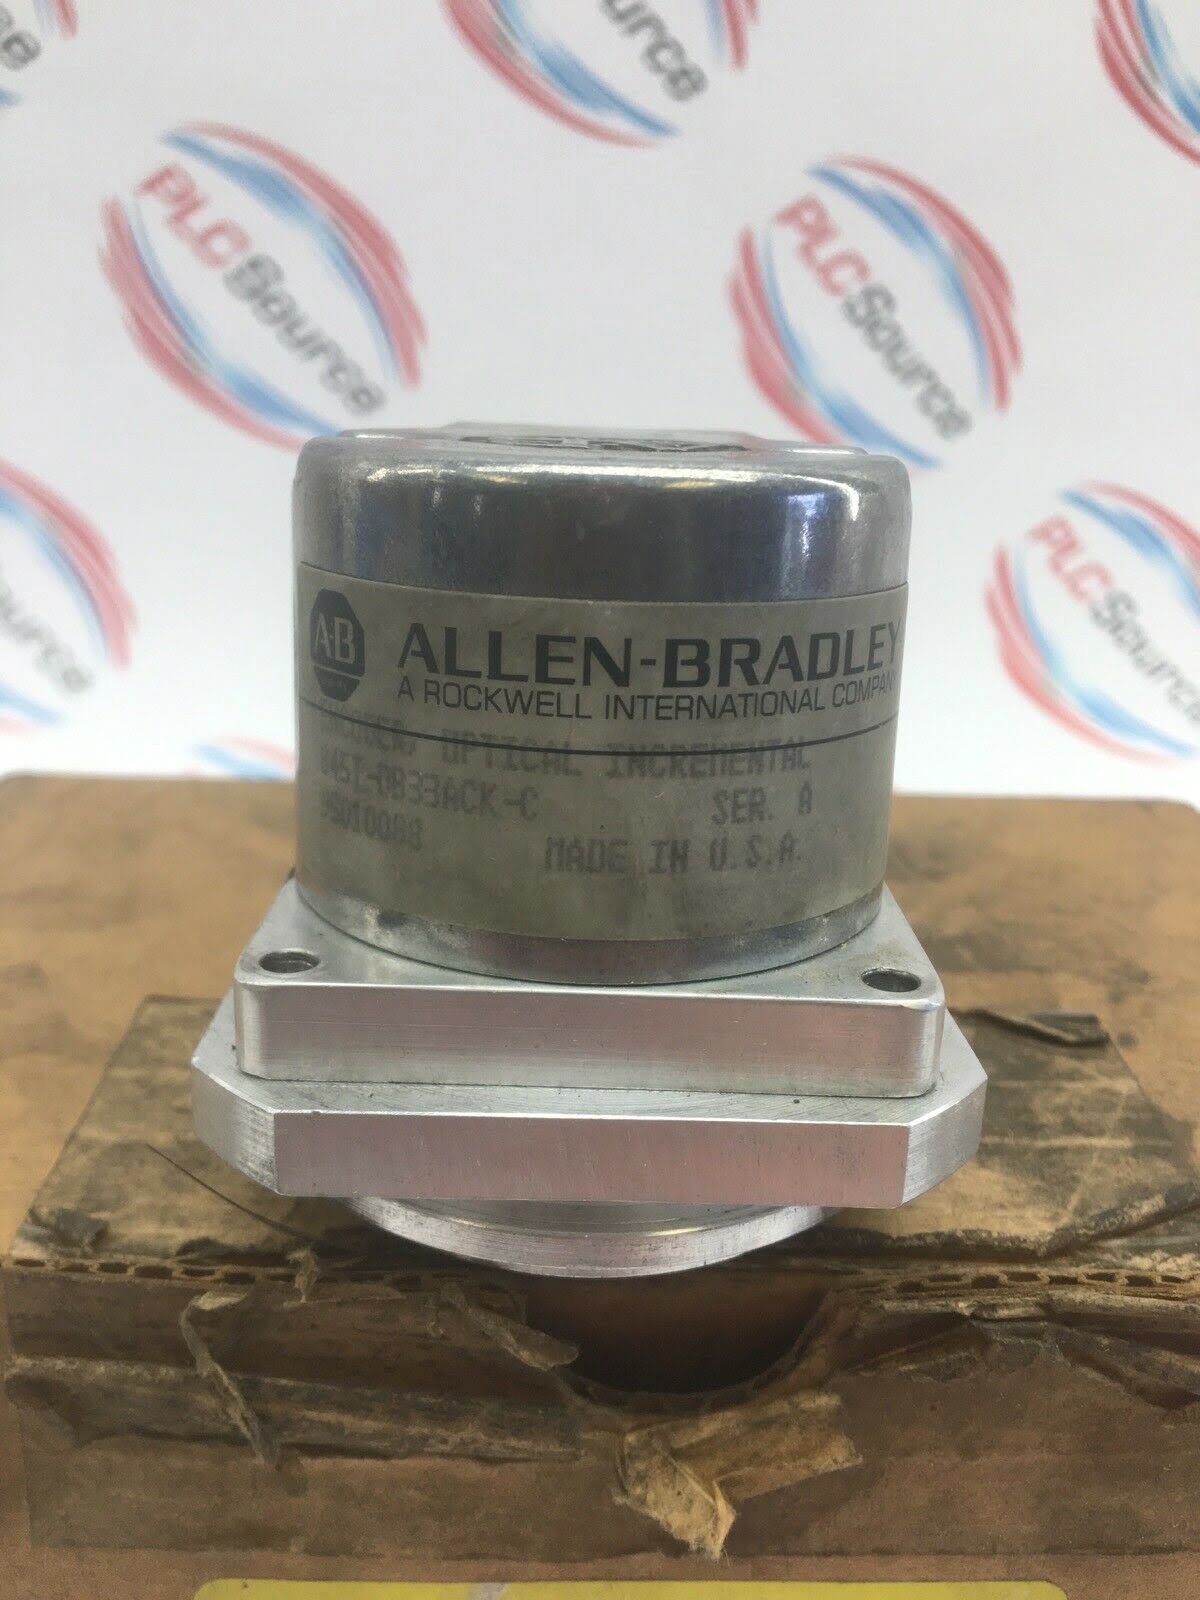 PLC Source
PLC Source
PLC Source
Source
A-B
ALLEN-BRADLEY
A ROCKWELL INTERNATIONAL COMPANY
ENCODER, OPTICAL INCREMENTAL
845T-DB33ACK-C SER. A
MADE IN U.S.A.